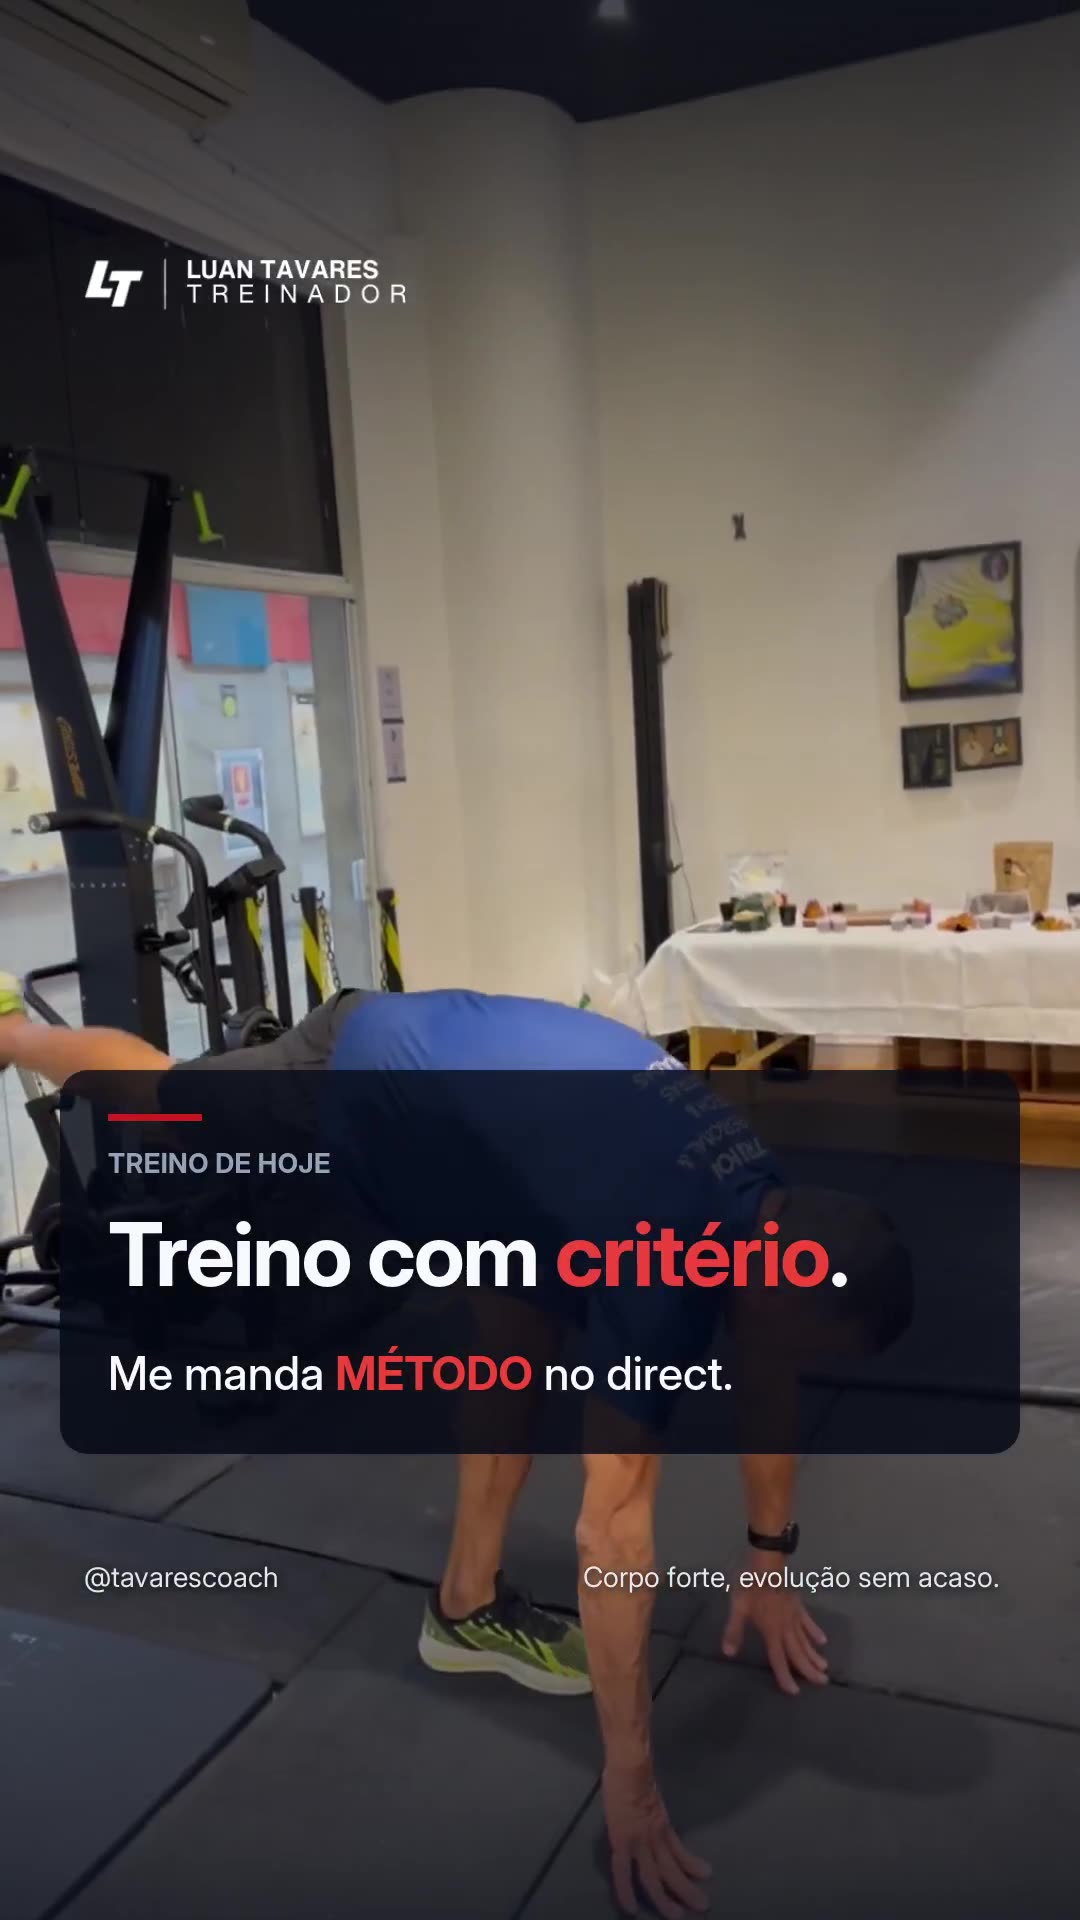 LT
LUAN TAVARES
TREINADOR
TREINO DE HOJE
Treino com critério.
Me manda MÉTODO no direct.
@tavarescoach
Corpo forte, evolução sem acaso.